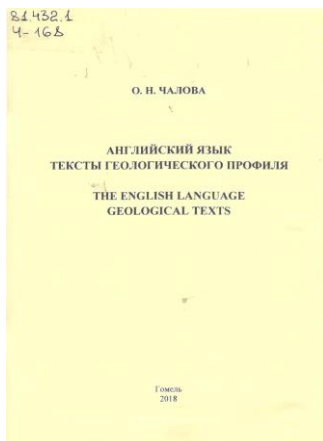 81.432.1
Ч-168
О. Н. ЧАЛОВА
АНГЛИЙСКИЙ ЯЗЫК
ТЕКСТЫ ГЕОЛОГИЧЕСКОГО ПРОФИЛЯ
THE ENGLISH LANGUAGE
GEOLOGICAL TEXTS
Гомель
2018